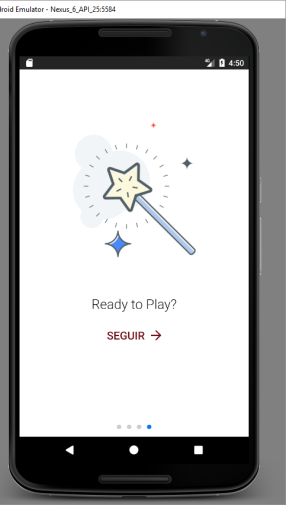 roid Emulator - Nexus_6_API_25:5584
4:50
Ready to Play?
SEGUIR